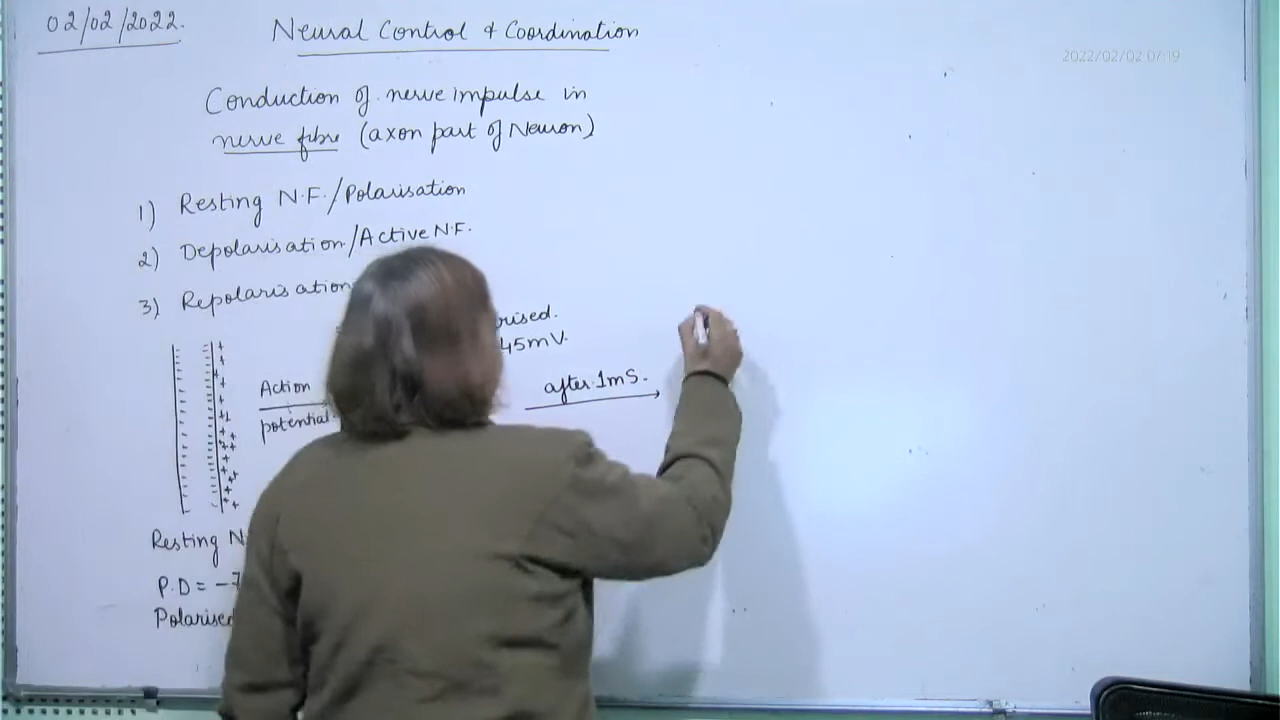 02/02/2022.
Neural Control & Coordination
2022/02/02 07:19
Conduction of nerve impulse in
nerve fibre (axon part of Neuron)
1) Resting N.F./Polarisation
2) Depolarisation/Active N.F.
3) Repolarisation
45mV.
Action
potential
after 1mS.
Resting N
P.D = -7
Polarised